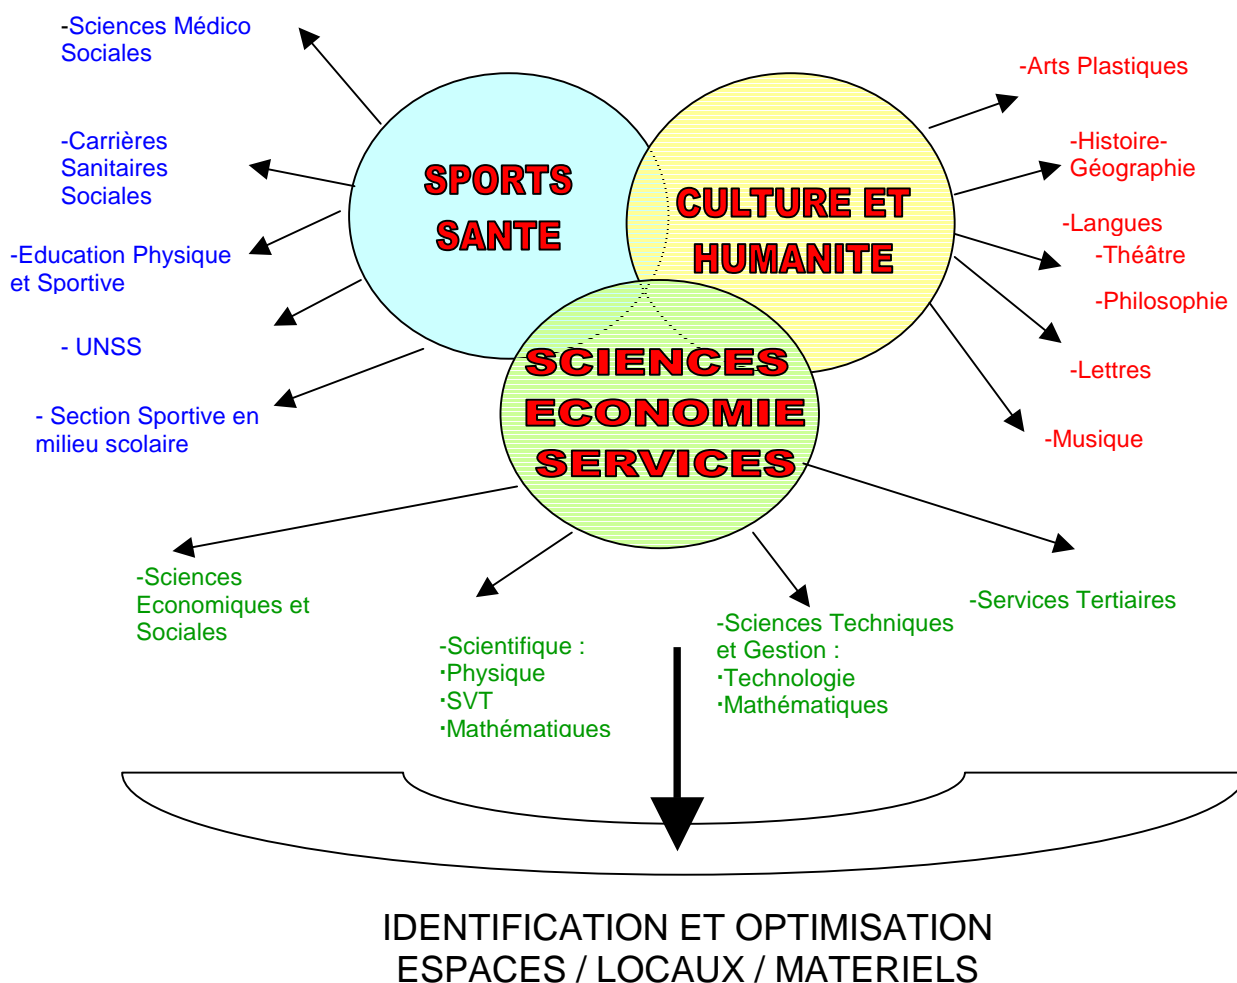 -Sciences Médico
Sociales
-Carrières
Sanitaires
Sociales
-Education Physique
et Sportive
- UNSS
- Section Sportive en
milieu scolaire
SPORTS
SANTE
CULTURE ET
HUMANITE
SCIENCES
ECONOMIE
SERVICES
-Arts Plastiques
-Histoire-
Géographie
-Langues
-Théâtre
-Philosophie
-Lettres
-Musique
-Sciences
Economiques et
Sociales
-Scientifique :
·Physique
·SVT
·Mathématiques
-Sciences Techniques
et Gestion :
·Technologie
·Mathématiques
-Services Tertiaires
IDENTIFICATION ET OPTIMISATION
ESPACES / LOCAUX / MATERIELS